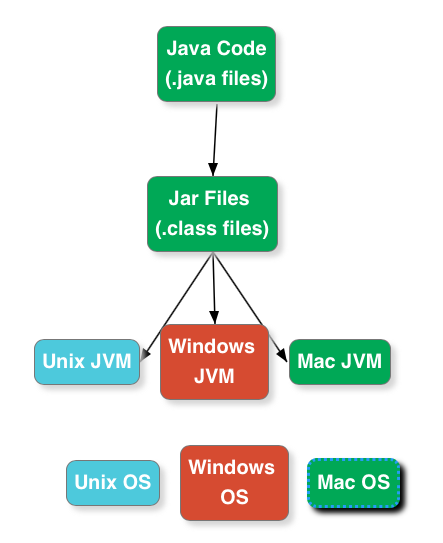 Java Code
(.java files)
Jar Files
(.class files)
Unix JVM
Windows
JVM
Mac JVM
Unix OS
Windows
OS
Mac OS